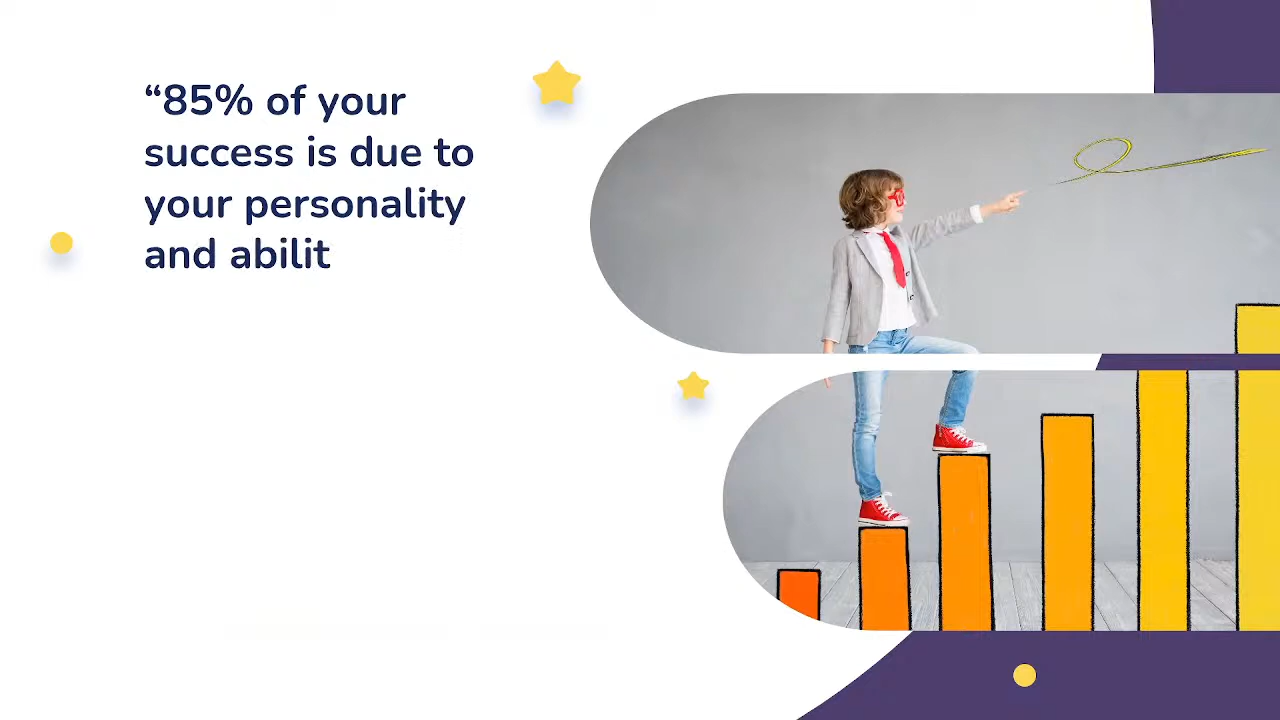 “85% of your
success is due to
your personality
and abilit